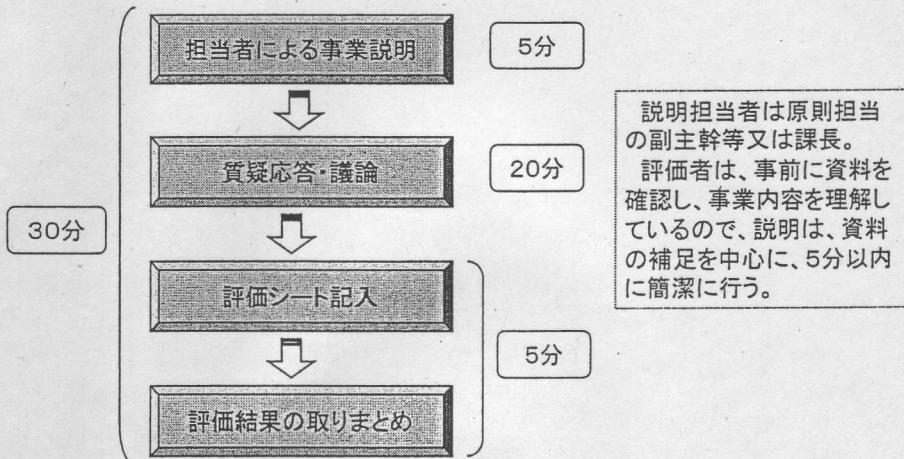 担当者による事業説明
5分
質疑応答・議論
20分
30分
評価シート記入
5分
評価結果の取りまとめ
説明担当者は原則担当
の副主幹等又は課長。
評価者は、事前に資料を
確認し、事業内容を理解し
ているので、説明は、資料
の補足を中心に、5分以内
に簡潔に行う。